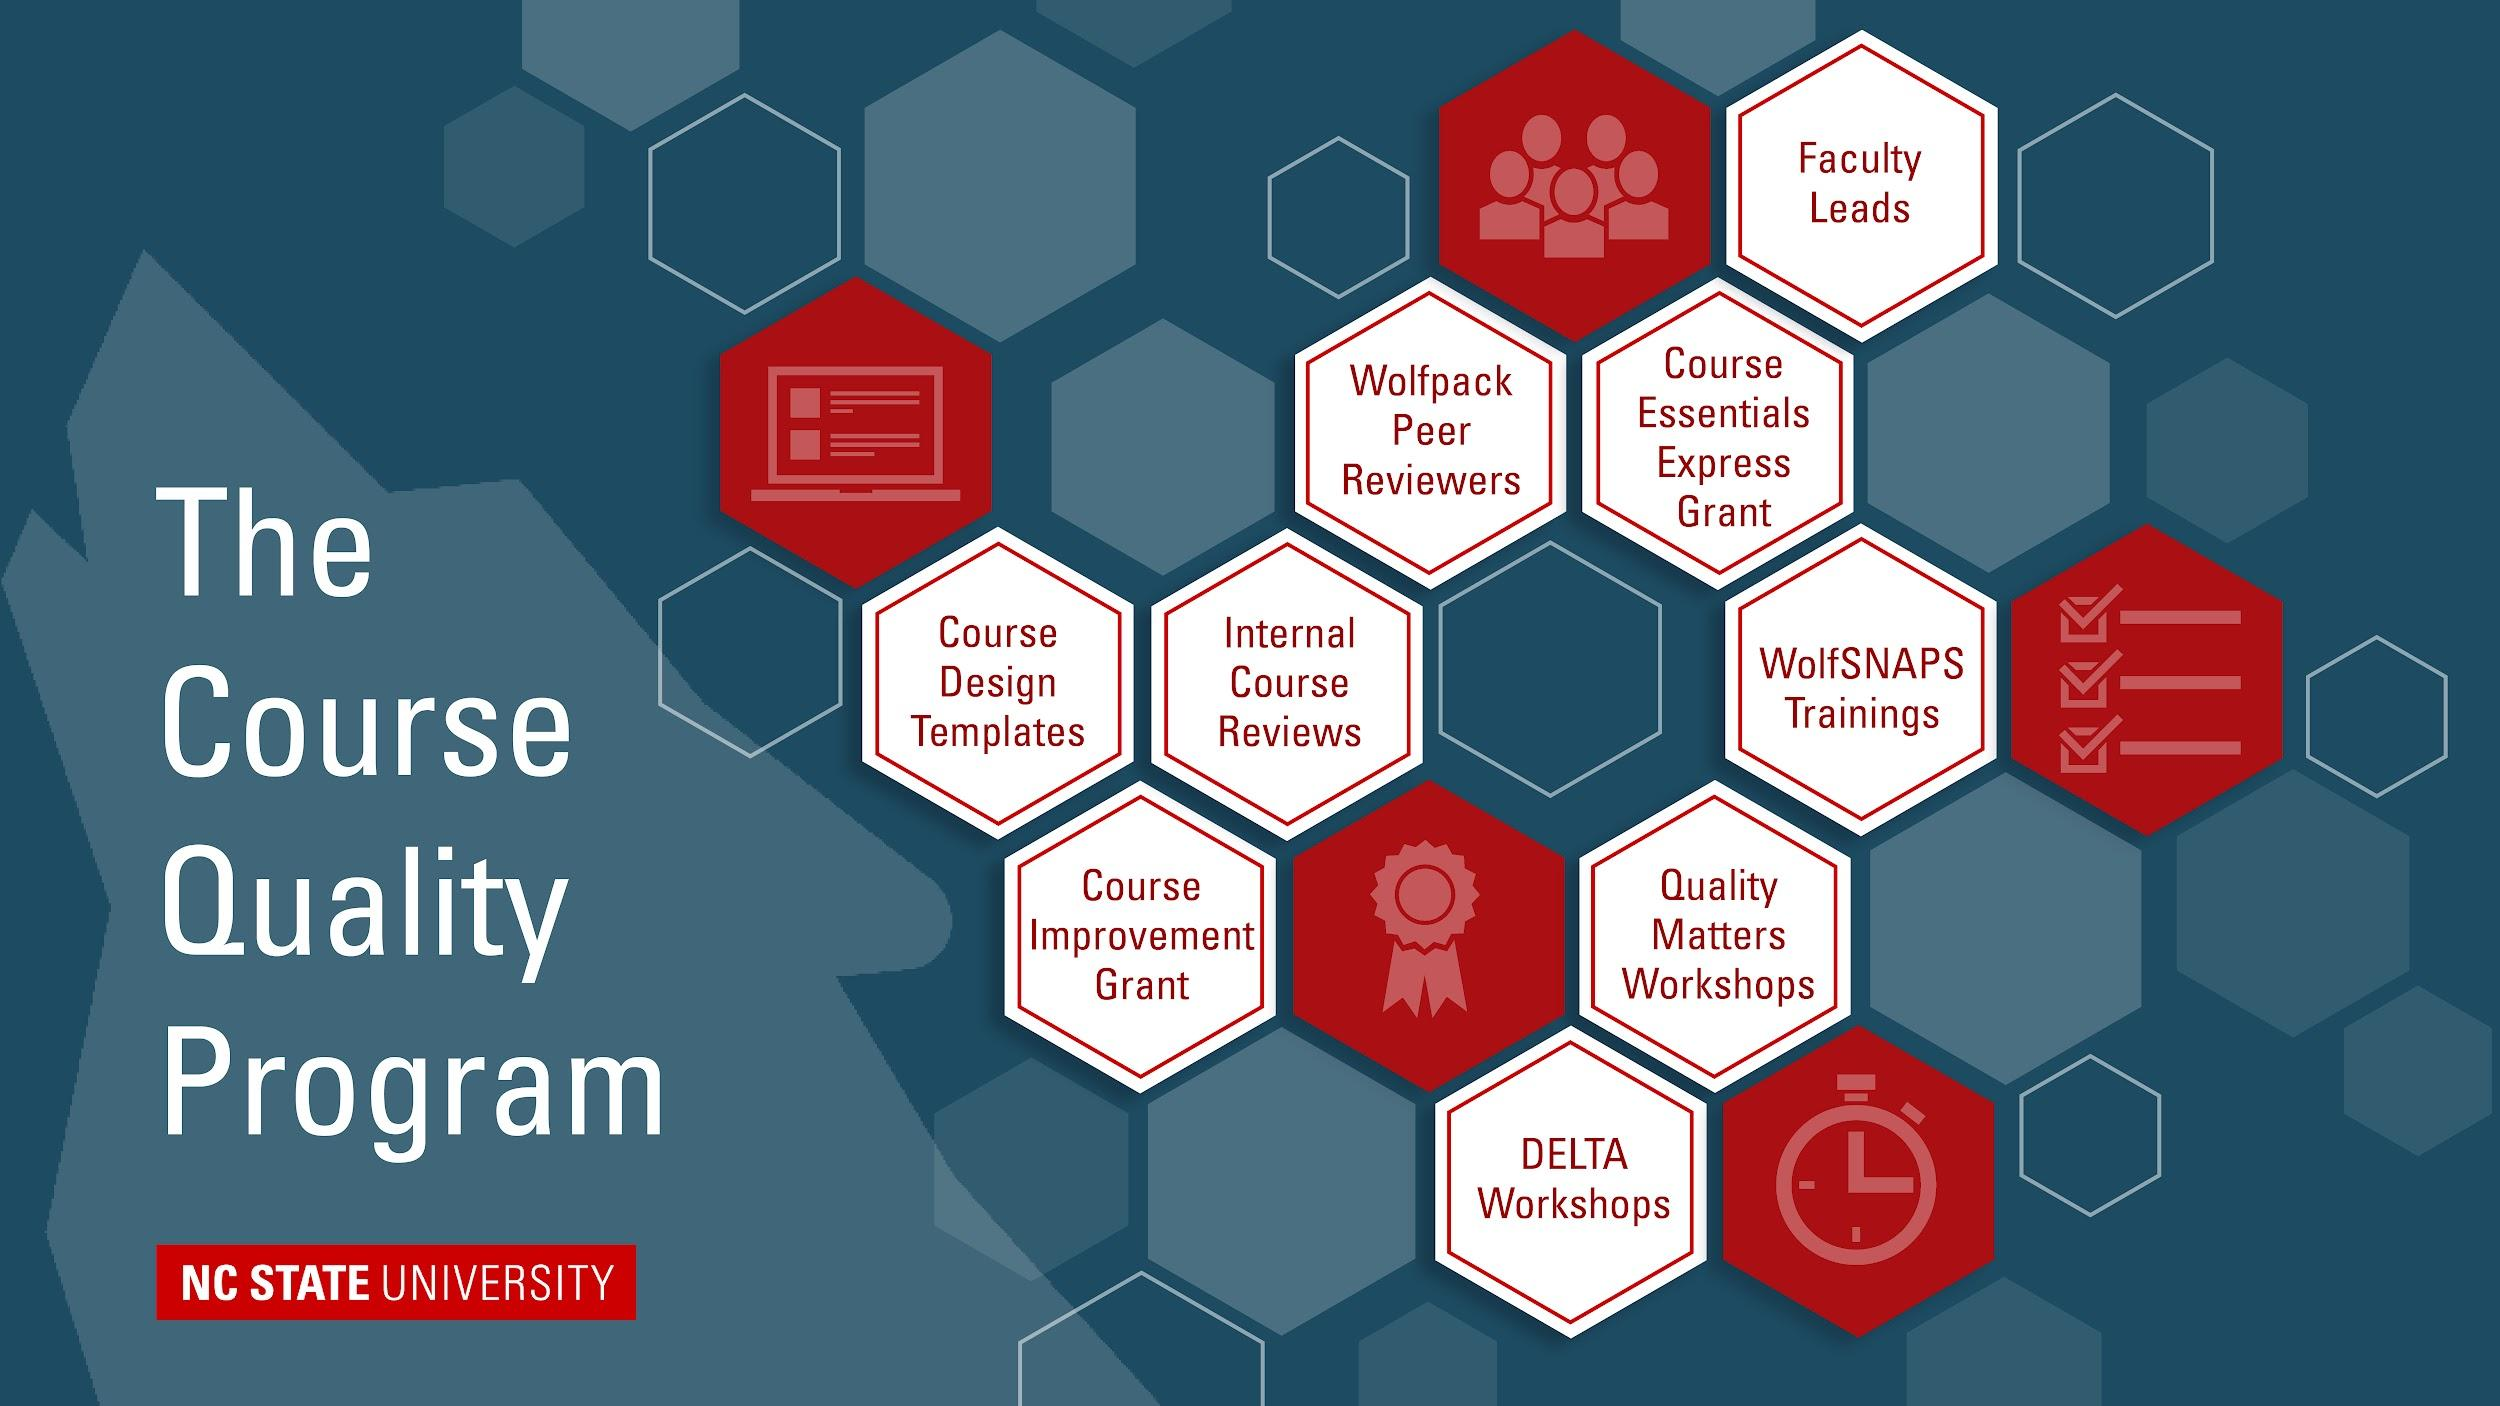 The
Course
Quality
Program
NC STATE UNIVERSITY
Faculty
Leads
Wolfpack
Peer
Reviewers
Course
Essentials
Express
Grant
Course
Design
Templates
Internal
Course
Reviews
WolfSNAPS
Trainings
Course
Improvement
Grant
Quality
Matters
Workshops
DELTA
Workshops